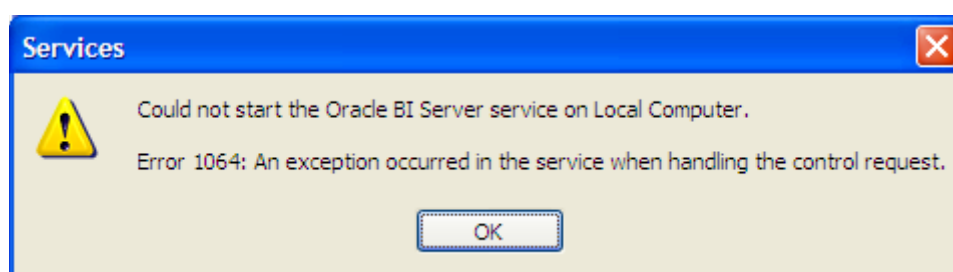 Services
Could not start the Oracle BI Server service on Local Computer.
Error 1064: An exception occurred in the service when handling the control request.
OK